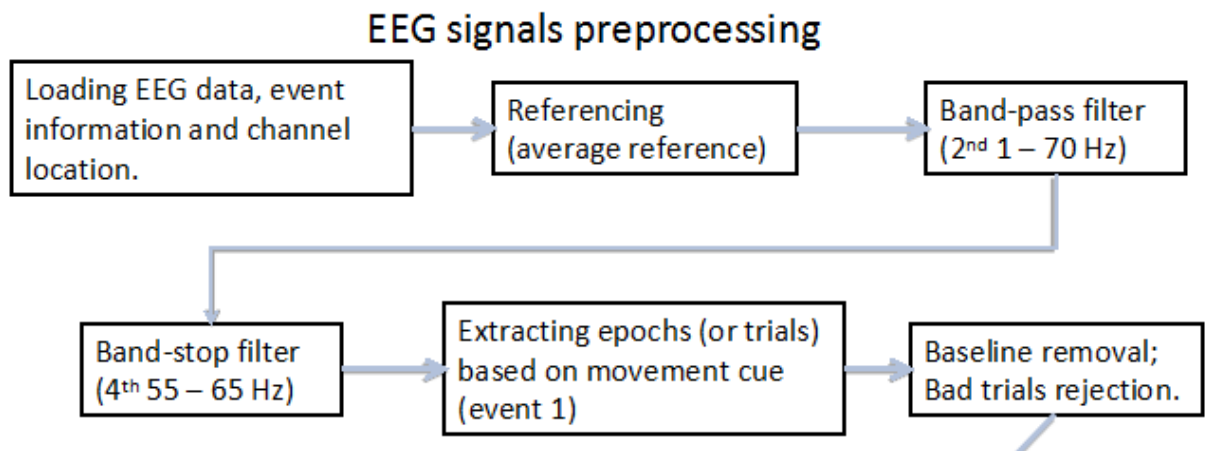 EEG signals preprocessing
Loading EEG data, event
information and channel
location.
Referencing
(average reference)
Band-pass filter
(2nd 1 – 70 Hz)
Band-stop filter
(4th 55 – 65 Hz)
Extracting epochs (or trials)
based on movement cue
(event 1)
Baseline removal;
Bad trials rejection.